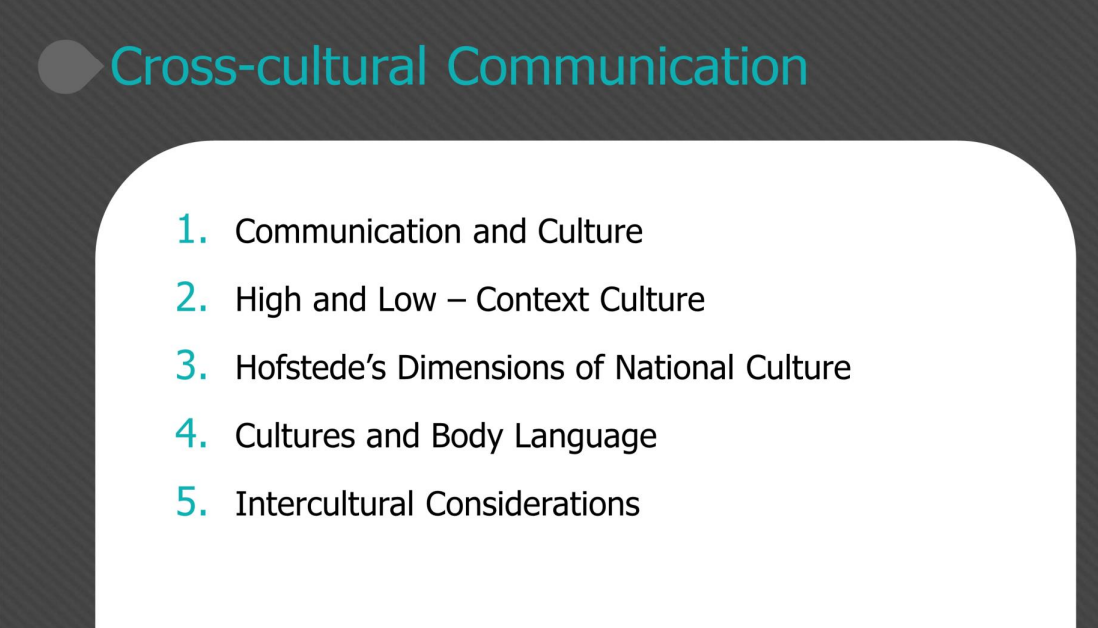 Cross-cultural Communication
1. Communication and Culture
2. High and Low – Context Culture
3. Hofstede’s Dimensions of National Culture
4. Cultures and Body Language
5. Intercultural Considerations